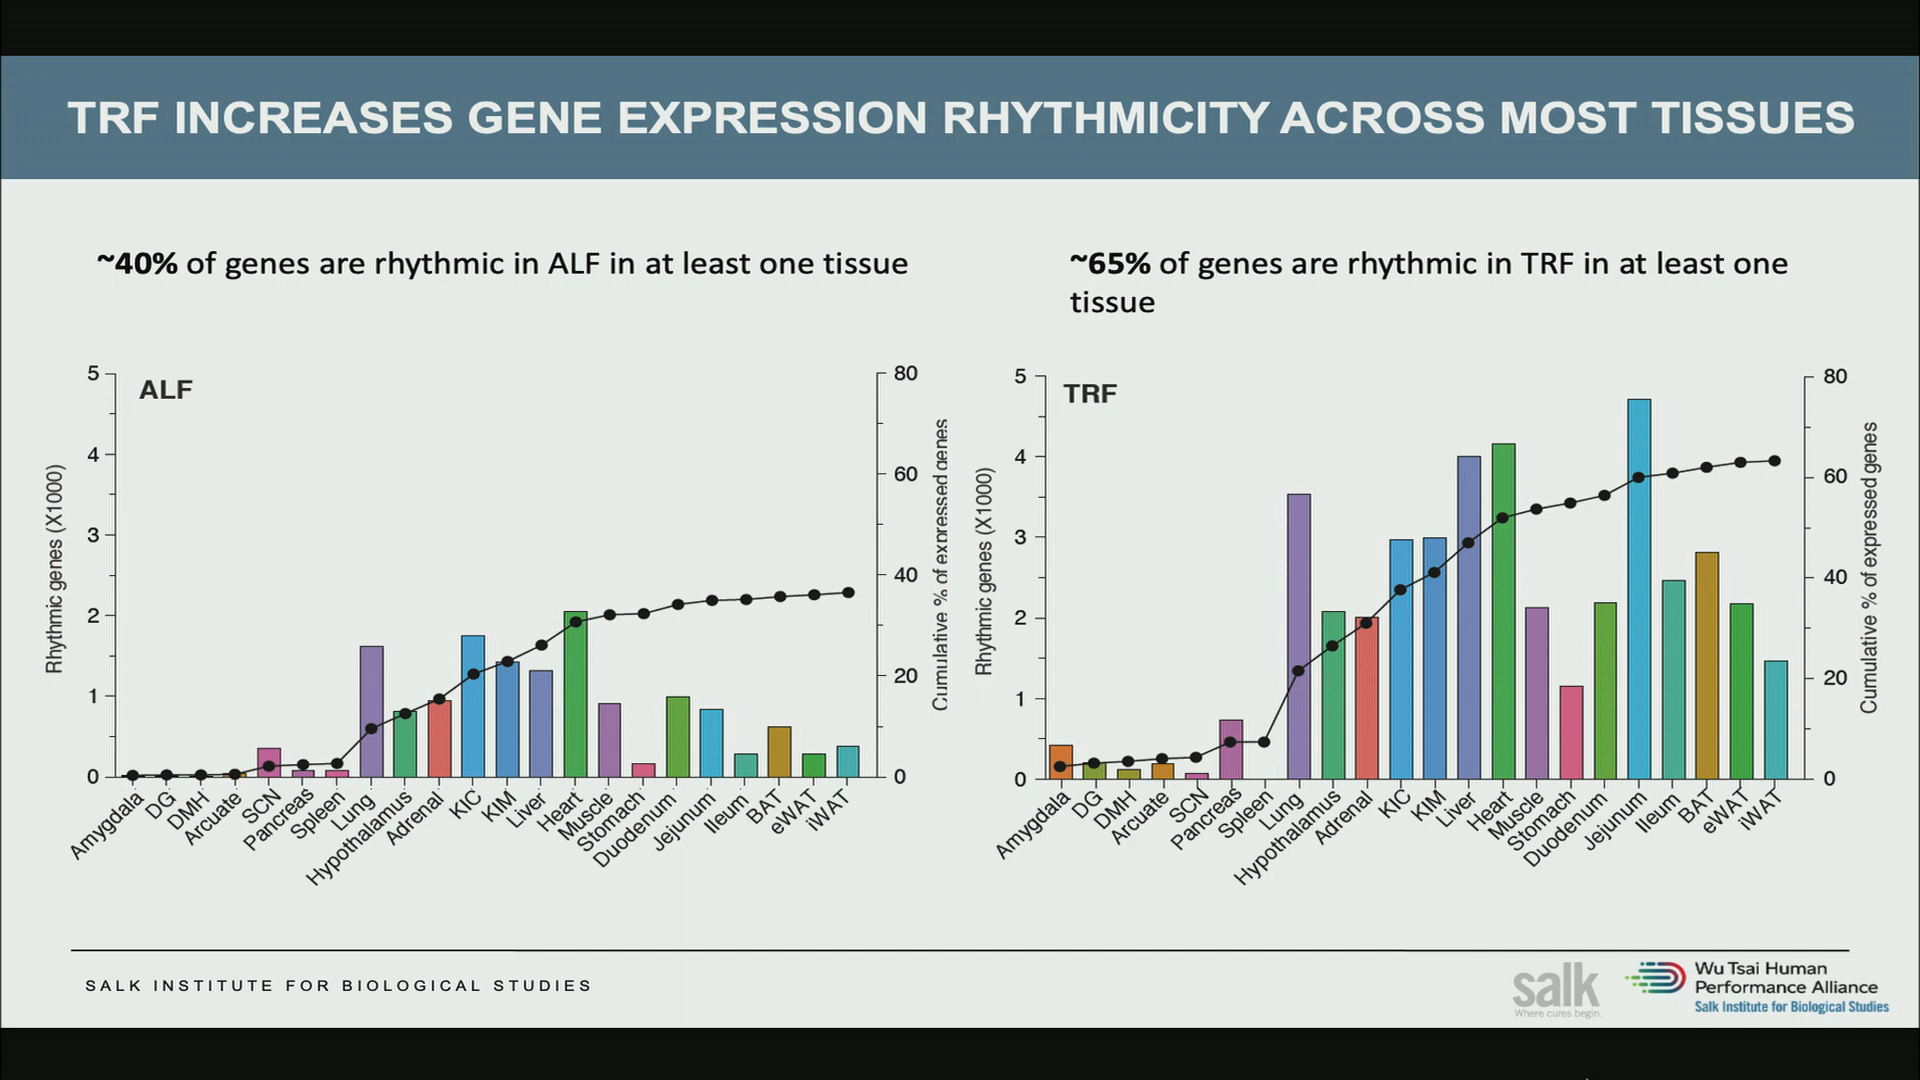 TRF INCREASES GENE EXPRESSION RHYTHMICITY ACROSS MOST TISSUES
~40% of genes are rhythmic in ALF in at least one tissue
~65% of genes are rhythmic in TRF in at least one
tissue
ALF
Rhythmic genes (X1000)
5
4
3
2
1
0
80
60
40
20
0
Cumulative % of expressed genes
Amygdala
DG
DMH
Arcuate
SCN
Pancreas
Spleen
Lung
Hypothalamus
Adrenal
KIC
KIM
Liver
Heart
Muscle
Stomach
Duodenum
Jejunum
Ileum
BAT
eWAT
iWAT
TRF
Rhythmic genes (X1000)
5
4
3
2
1
0
80
60
40
20
0
Cumulative % of expressed genes
Amygdala
DG
DMH
Arcuate
SCN
Pancreas
Spleen
Lung
Hypothalamus
Adrenal
KIC
KIM
Liver
Heart
Muscle
Stomach
Duodenum
Jejunum
Ileum
BAT
eWAT
iWAT
SALK INSTITUTE FOR BIOLOGICAL STUDIES
salk
Where cures begin.
Wu Tsai Human
Performance Alliance
Salk Institute for Biological Studies